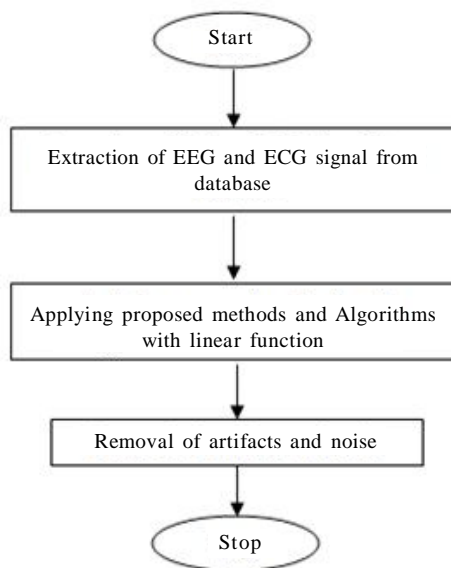 Start
Extraction of EEG and ECG signal from
database
Applying proposed methods and Algorithms
with linear function
Removal of artifacts and noise
Stop